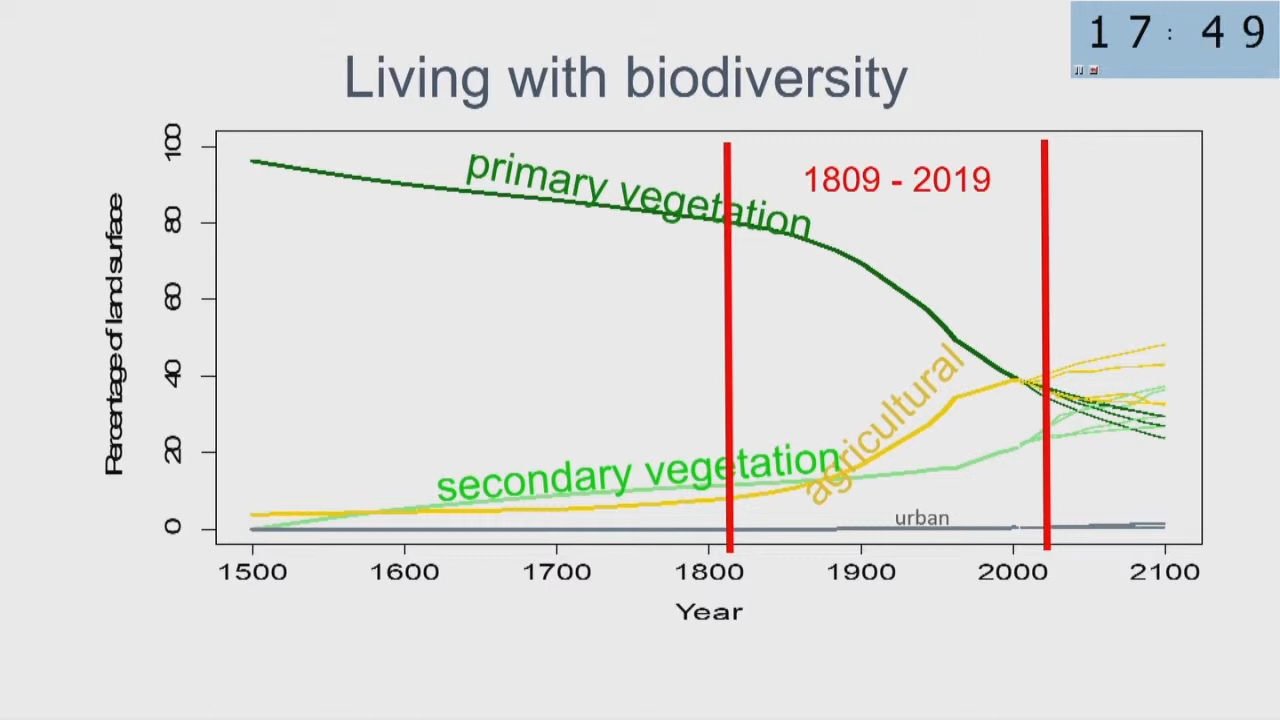 17: 49
Living with biodiversity
primary vegetation
1809 - 2019
secondary vegetation
agricultural
urban
Percentage of land surface
100
80
60
40
20
0
1500 1600 1700 1800 1900 2000 2100
Year